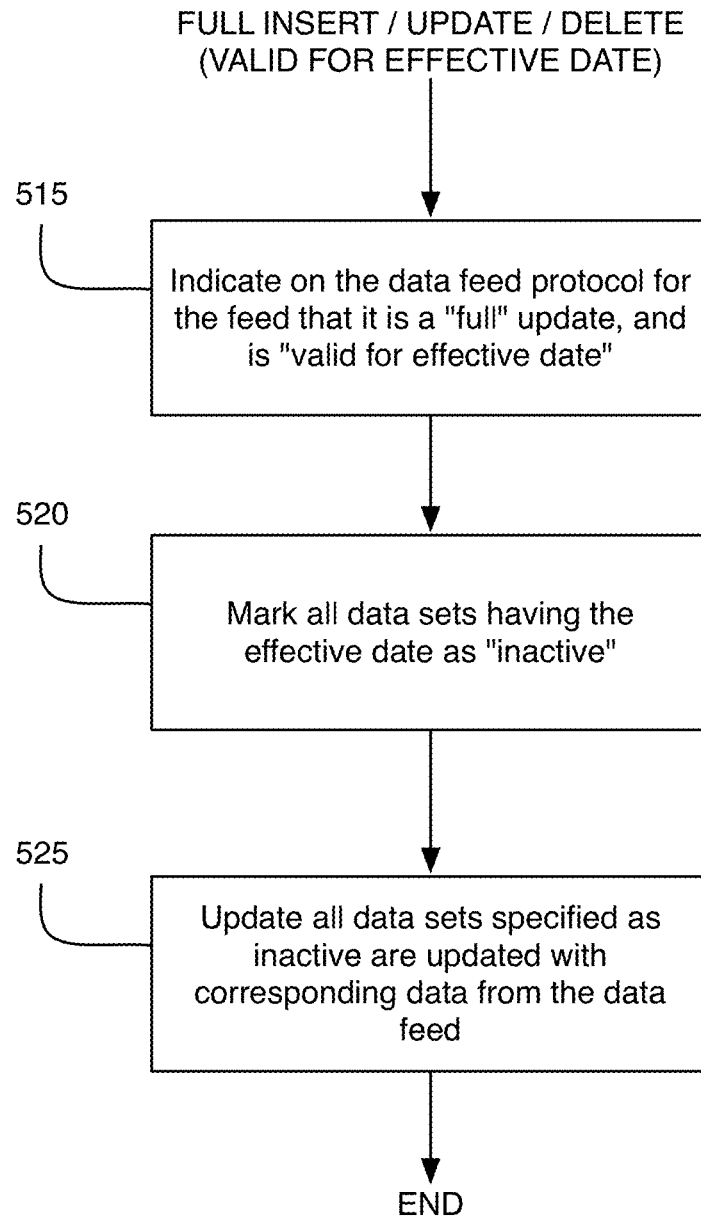 FULL INSERT / UPDATE / DELETE
(VALID FOR EFFECTIVE DATE)
515
Indicate on the data feed protocol for
the feed that it is a "full" update, and
is "valid for effective date"
520
Mark all data sets having the
effective date as "inactive"
525
Update all data sets specified as
inactive are updated with
corresponding data from the data
feed
END